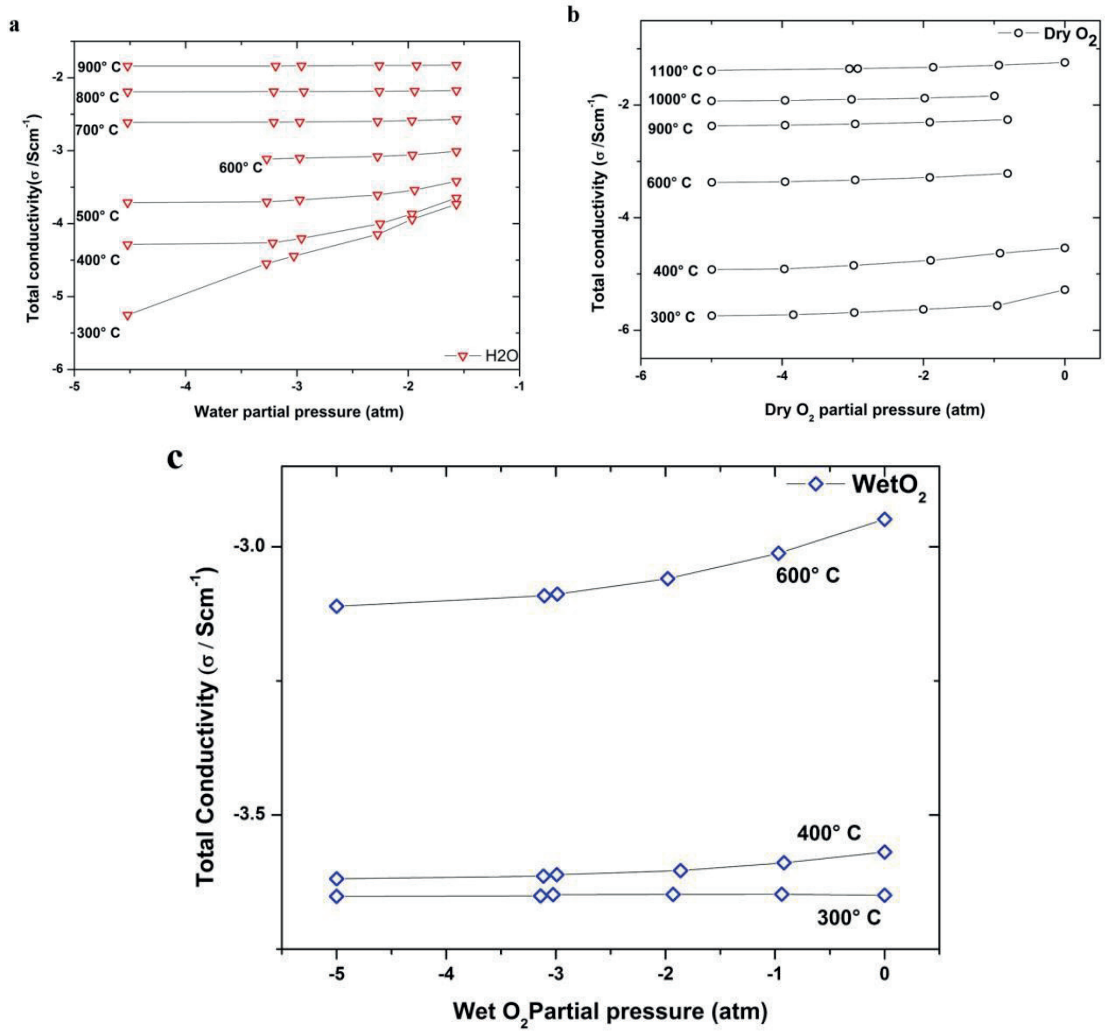 a
Total conductivity(σ /Scm-1)
-2
-3
-4
-5
-6
900° C
800° C
700° C
600° C
500° C
400° C
300° C
H2O
-5
-4
-3
-2
-1
Water partial pressure (atm)
b
Total conductivity (σ /Scm-1)
-2
-4
-6
Dry O2
1100° C
1000° C
900° C
600° C
400° C
300° C
-6
-4
-2
0
Dry O2 partial pressure (atm)
c
Total Conductivity (σ / Scm-1)
-3.0
-3.5
WetO2
600° C
400° C
300° C
-5
-4
-3
-2
-1
0
Wet O2Partial pressure (atm)